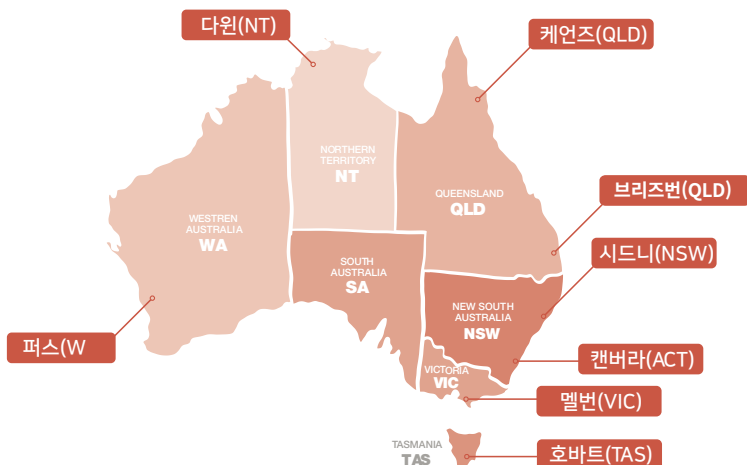 다윈(NT)
케언즈(QLD)
NORTHERN
TERRITORY
NT
브리즈번(QLD)
QUEENSLAND
QLD
WESTREN
AUSTRALIA
WA
시드니(NSW)
SOUTH
AUSTRALIA
SA
NEW SOUTH
AUSTRALIA
NSW
퍼스(W
캔버라(ACT)
VICTORIA
VIC
멜번(VIC)
TASMANIA
TAS
호바트(TAS)